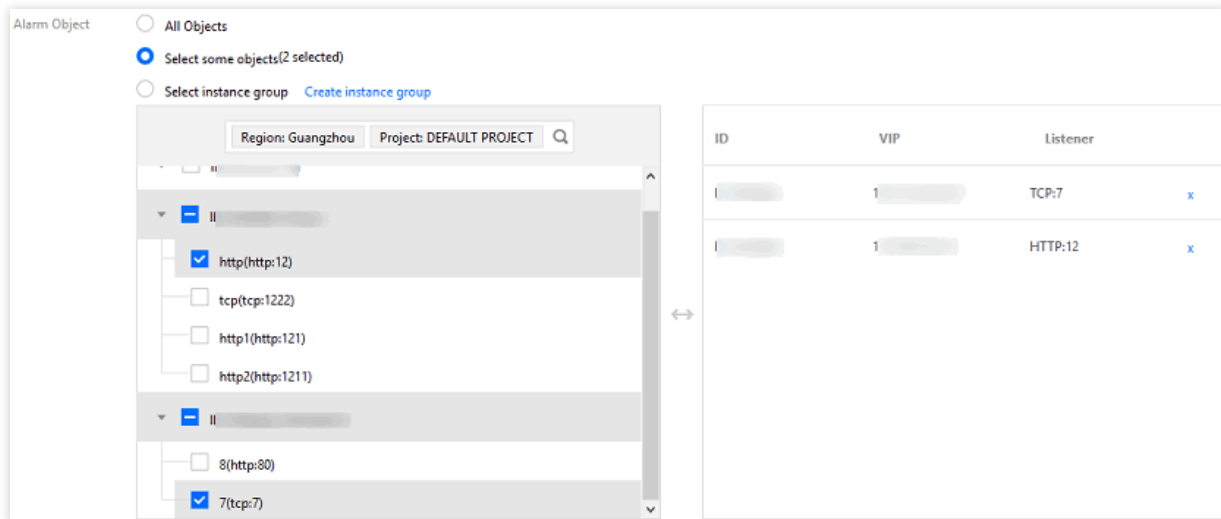 Alarm Object
All Objects
Select some objects(2 selected)
Select instance group Create instance group
Region: Guangzhou Project: DEFAULT PROJECT
http(http:12)
tcp(tcp:1222)
http1(http:121)
http2(http:1211)
8(http:80)
7(tcp:7)
ID VIP Listener
TCP:7 x
HTTP:12 x